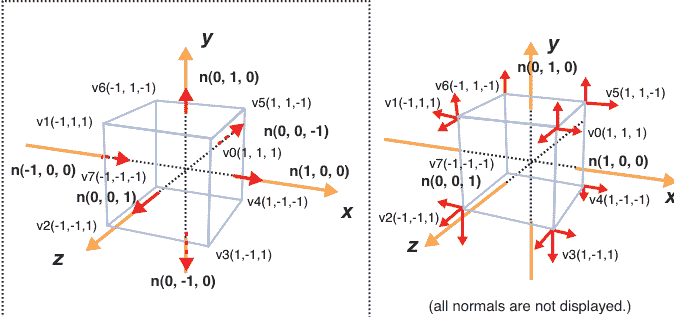 y
n(0, 1, 0)
v6(-1, 1,-1)
v5(1, 1,-1)
v1(-1,1,1)
n(0, 0, -1)
v0(1, 1, 1)
n(-1, 0, 0)
v7(-1,-1,-1)
n(1, 0, 0)
n(0, 0, 1)
v4(1,-1,-1)
x
v2(-1,-1,1)
z
v3(1,-1,1)
n(0, -1, 0)
y
n(0, 1, 0)
v6(-1, 1,-1)
v5(1, 1,-1)
v1(-1,1,1)
v0(1, 1, 1)
v7(-1,-1,-1)
n(1, 0, 0)
n(0, 0, 1)
v4(1,-1,-1)
x
v2(-1,-1,1)
z
v3(1,-1,1)
(all normals are not displayed.)